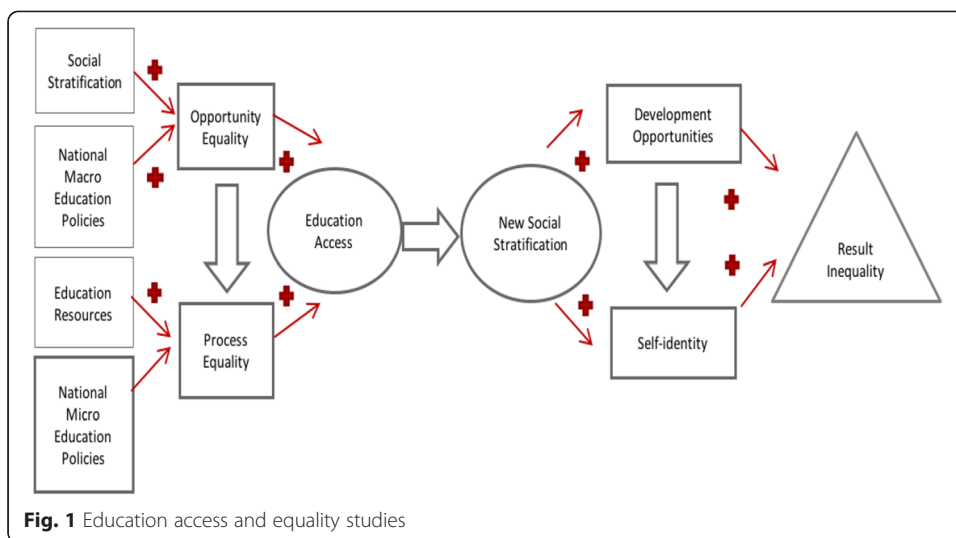 Social
Stratification
National
Macro
Education
Policies
Education
Resources
National
Micro
Education
Policies
Opportunity
Equality
Process
Equality
Education
Access
New Social
Stratification
Development
Opportunities
Self-identity
Result
Inequality
Fig. 1 Education access and equality studies